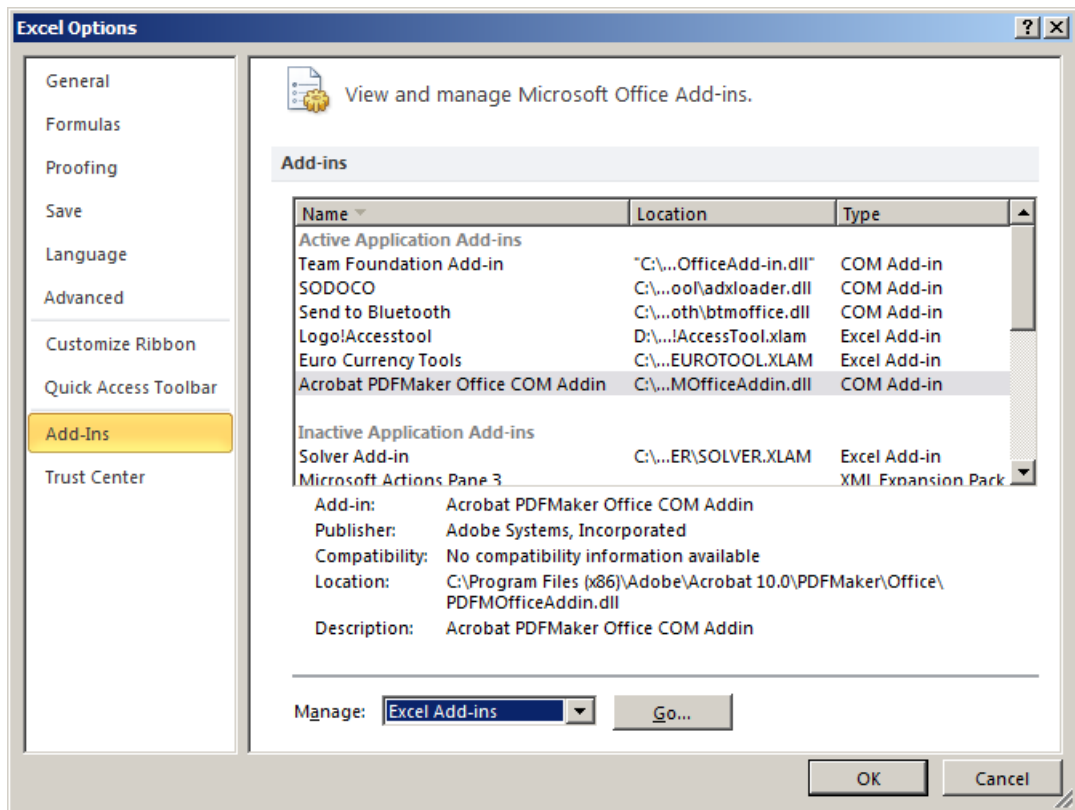 Excel Options
General
Formulas
Proofing
Save
Language
Advanced
Customize Ribbon
Quick Access Toolbar
Add-Ins
Trust Center
View and manage Microsoft Office Add-ins.
Add-ins
Name Location Type
Active Application Add-ins
Team Foundation Add-in "C:\...OfficeAdd-in.dll" COM Add-in
SODOCO C:\...ool\adxloader.dll COM Add-in
Send to Bluetooth C:\...oth\btmoffice.dll COM Add-in
Logo!Accesstool D:\...!AccessTool.xlam Excel Add-in
Euro Currency Tools C:\...EUROTOOL.XLAM Excel Add-in
Acrobat PDFMaker Office COM Addin C:\...MOfficeAddin.dll COM Add-in
Inactive Application Add-ins
Solver Add-in C:\...ER\SOLVER.XLAM Excel Add-in
Microsoft Actions Pane 3 XML Expansion Pack
Add-in: Acrobat PDFMaker Office COM Addin
Publisher: Adobe Systems, Incorporated
Compatibility: No compatibility information available
Location: C:\Program Files (x86)\Adobe\Acrobat 10.0\PDFMaker\Office\
PDFMOfficeAddin.dll
Description: Acrobat PDFMaker Office COM Addin
Manage: Excel Add-ins Go...
OK Cancel